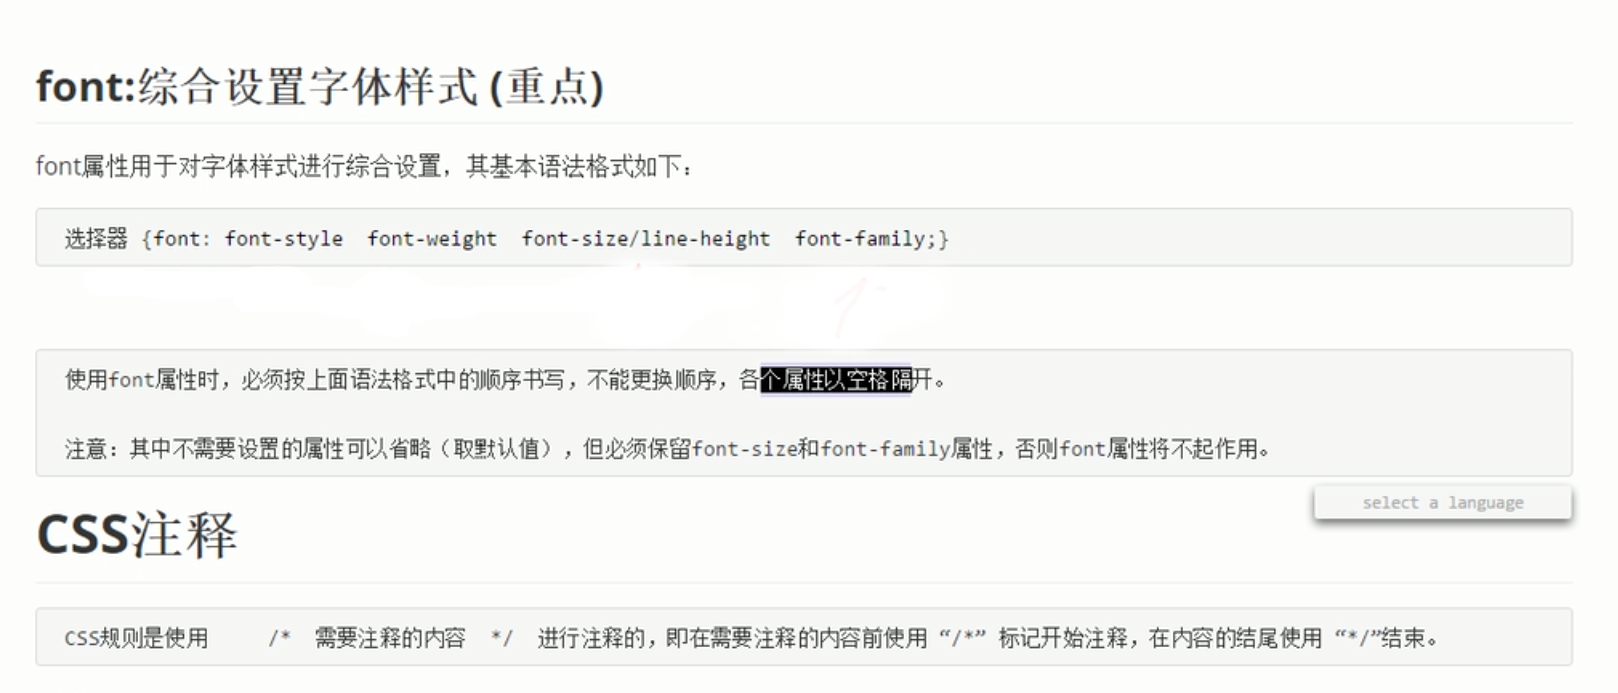 font:综合设置字体样式 (重点)
font属性用于对字体样式进行综合设置，其基本语法格式如下：
选择器 {font: font-style  font-weight  font-size/line-height  font-family;}
使用font属性时，必须按上面语法格式中的顺序书写，不能更换顺序，各个属性以空格隔开。
注意：其中不需要设置的属性可以省略（取默认值），但必须保留font-size和font-family属性，否则font属性将不起作用。
select a language
CSS注释
CSS规则是使用     /*  需要注释的内容  */  进行注释的，即在需要注释的内容前使用 “/*” 标记开始注释，在内容的结尾使用 “*/”结束。